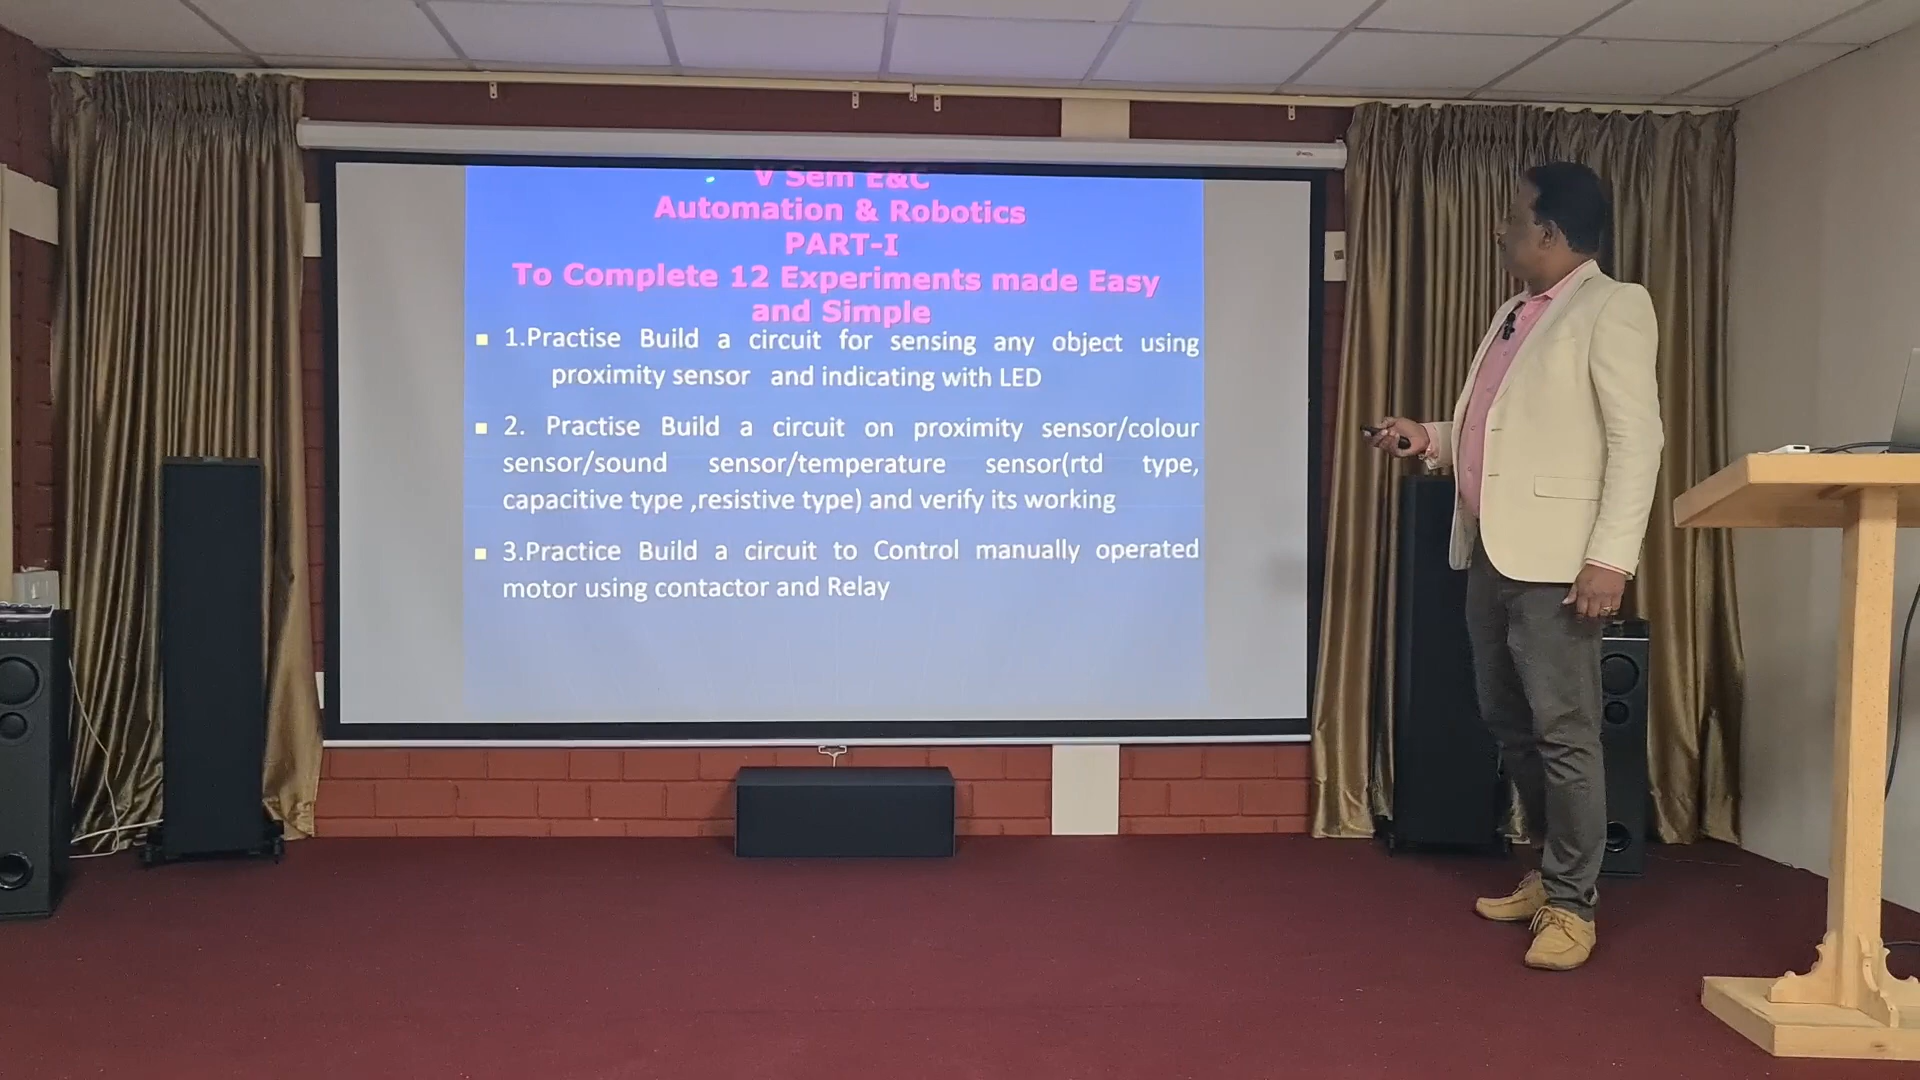 V Sem E&C
Automation & Robotics
PART-I
To Complete 12 Experiments made Easy
and Simple
1.Practise Build a circuit for sensing any object using
proximity sensor and indicating with LED
2. Practise Build a circuit on proximity sensor/colour
sensor/sound sensor/temperature sensor(rtd type,
capacitive type ,resistive type) and verify its working
3.Practice Build a circuit to Control manually operated
motor using contactor and Relay